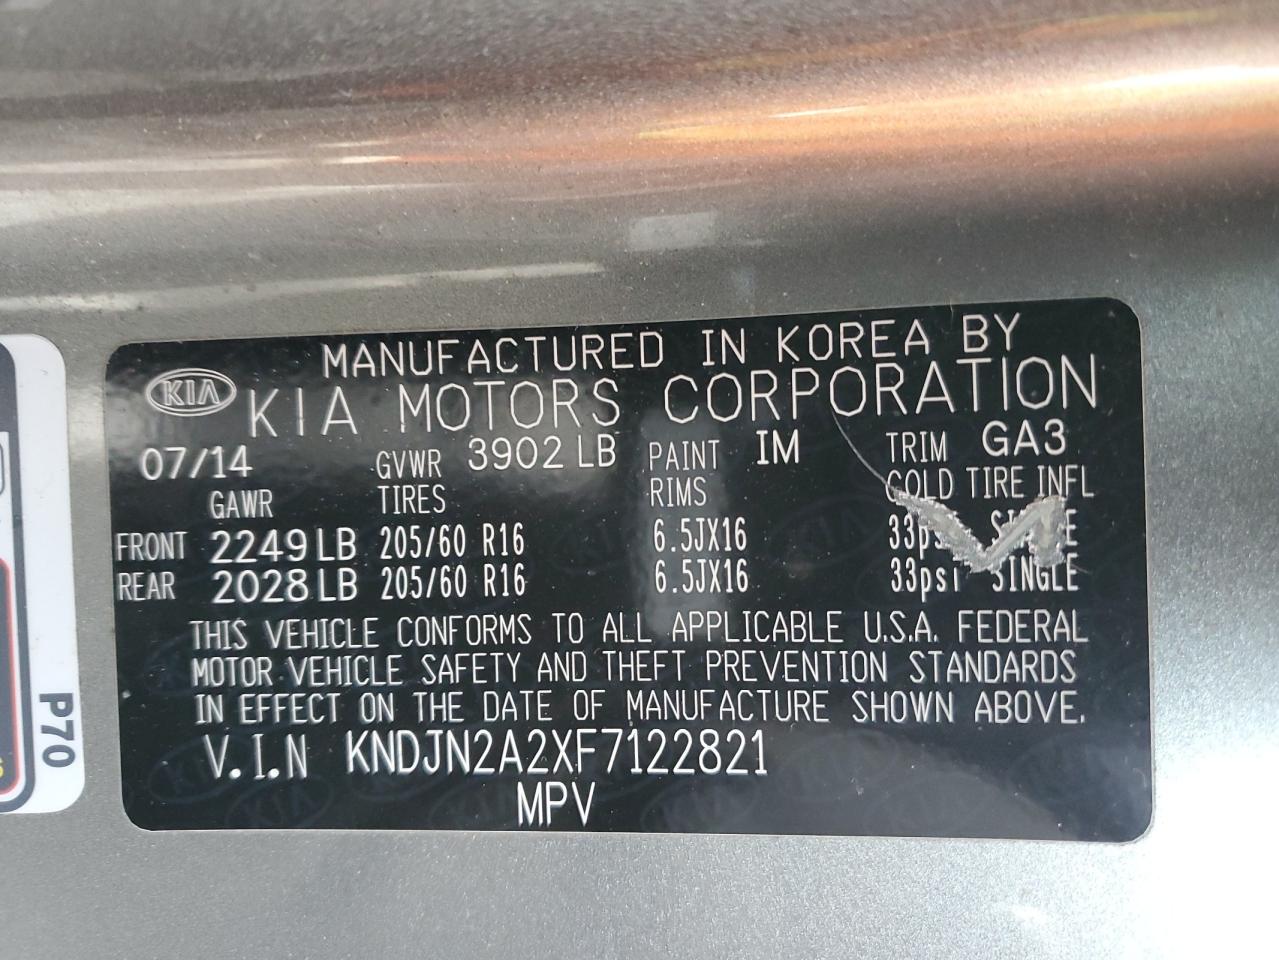 MANUFACTURED IN KOREA BY
KIA KIA MOTORS CORPORATION
07/14 GVWR 3902 LB PAINT IM TRIM GA3
GAWR TIRES RIMS COLD TIRE INFL
FRONT 2249 LB 205/60 R16 6.5JX16
REAR 2028 LB 205/60 R16 6.5JX16 33psi SINGLE
THIS VEHICLE CONFORMS TO ALL APPLICABLE U.S.A. FEDERAL
MOTOR VEHICLE SAFETY AND THEFT PREVENTION STANDARDS
IN EFFECT ON THE DATE OF MANUFACTURE SHOWN ABOVE.
V.I.N KNDJN2A2XF7122821
MPV
P70